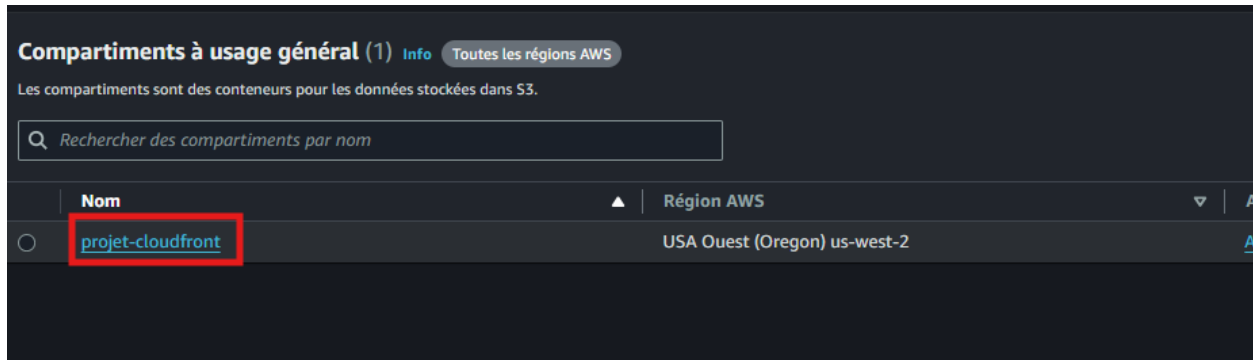 Compartiments à usage général (1) Info Toutes les régions AWS
Les compartiments sont des conteneurs pour les données stockées dans S3.
Rechercher des compartiments par nom
Nom Région AWS A
projet-cloudfront USA Ouest (Oregon) us-west-2 A